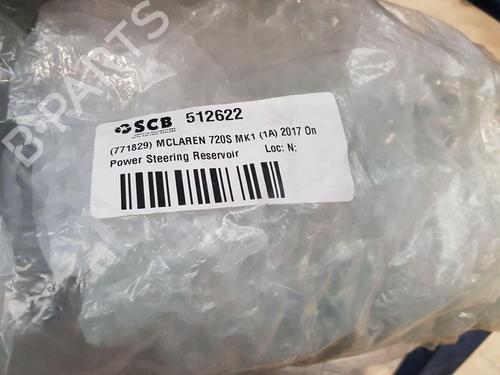 B PARTS
SCB 512622
(771829) MCLAREN 720S MK1 (1A) 2017 On
Power Steering Reservoir Loc: N: